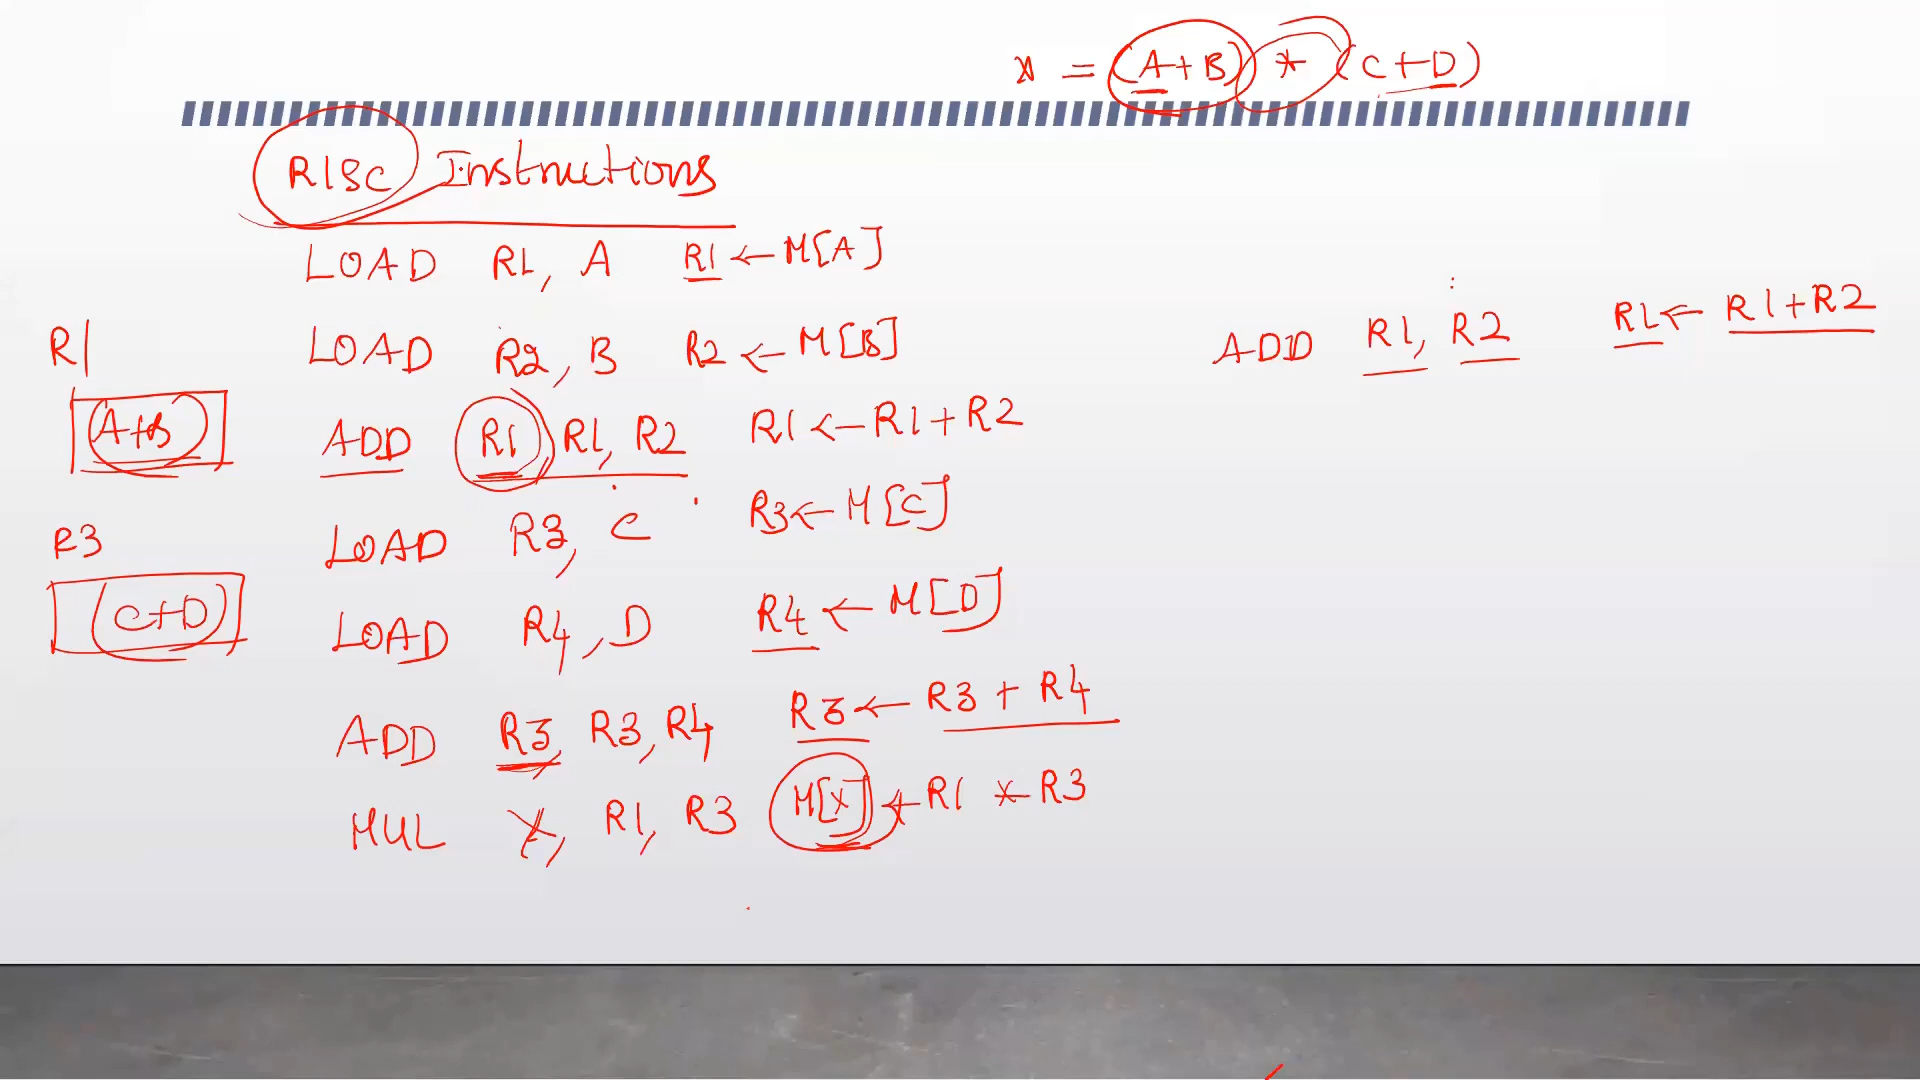 X = (A+B) * (C+D)
RISC Instructions
LOAD R1, A R1 ← M[A]
LOAD R2, B R2 ← M[B]
ADD R1, R2 R1 ← R1+R2
R1
A+B
ADD R1, R1, R2 R1 ← R1+R2
LOAD R3, C R3 ← M[C]
R3
(C+D)
LOAD R4, D R4 ← M[D]
ADD R3, R3, R4 R3 ← R3 + R4
MUL X, R1, R3 M[X] ← R1 * R3